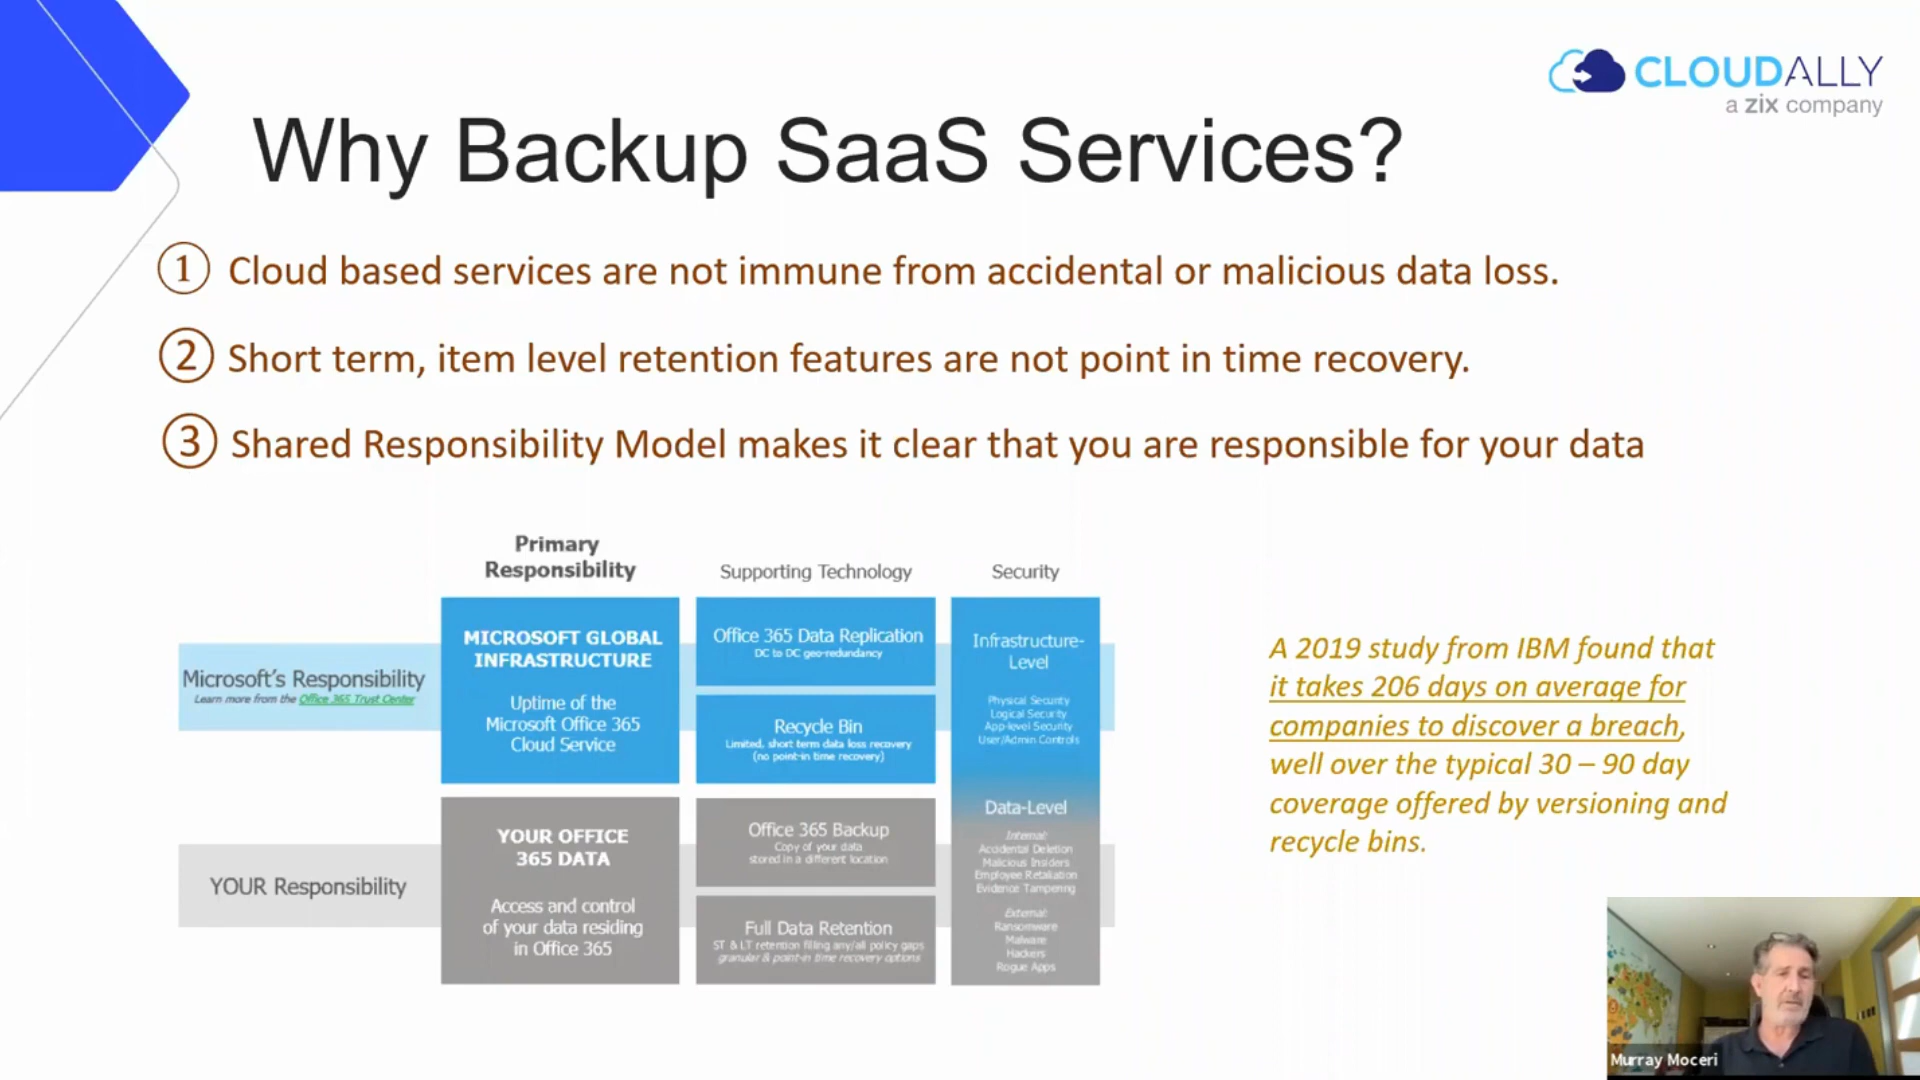 CLOUDALLY
a zix company
Why Backup SaaS Services?
1 Cloud based services are not immune from accidental or malicious data loss.
2 Short term, item level retention features are not point in time recovery.
3 Shared Responsibility Model makes it clear that you are responsible for your data
Primary
Responsibility
Supporting Technology
Security
Microsoft's Responsibility
Learn more from the Office 365 Trust Center
MICROSOFT GLOBAL
INFRASTRUCTURE
Uptime of the
Microsoft Office 365
Cloud Service
Office 365 Data Replication
DC to DC geo-redundancy
Recycle Bin
Limited, short term data loss recovery
(no point-in time recovery)
Infrastructure-
Level
Physical Security
Logical Security
App-level Security
User/Admin Controls
YOUR Responsibility
YOUR OFFICE
365 DATA
Access and control
of your data residing
in Office 365
Office 365 Backup
Copy of your data
stored in a different location
Full Data Retention
ST & LT retention filling any/all policy gaps
granular & point-in time recovery options
Data-Level
Internal:
Accidental Deletion
Malicious Insiders
Employee Retaliation
Evidence Tampering
External:
Ransomware
Malware
Hackers
Rogue Apps
A 2019 study from IBM found that
it takes 206 days on average for
companies to discover a breach,
well over the typical 30 – 90 day
coverage offered by versioning and
recycle bins.
Murray Moceri